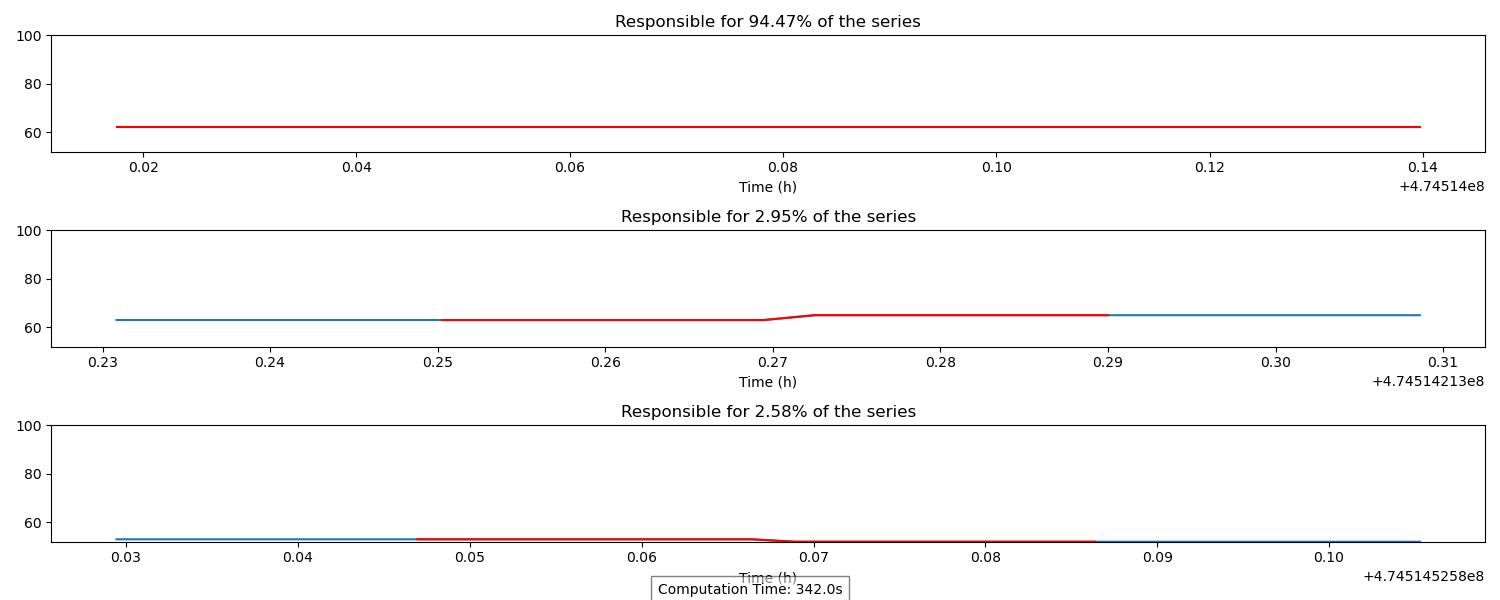 Responsible for 94.47% of the series
100
80
60
0.02 0.04 0.06 0.08 0.10 0.12 0.14
Time (h)
+4.74514e8
Responsible for 2.95% of the series
100
80
60
0.23 0.24 0.25 0.26 0.27 0.28 0.29 0.30 0.31
Time (h)
+4.74514213e8
Responsible for 2.58% of the series
100
80
60
0.03 0.04 0.05 0.06 0.07 0.08 0.09 0.10
Time (h)
+4.745145258e8
Computation Time: 342.0s